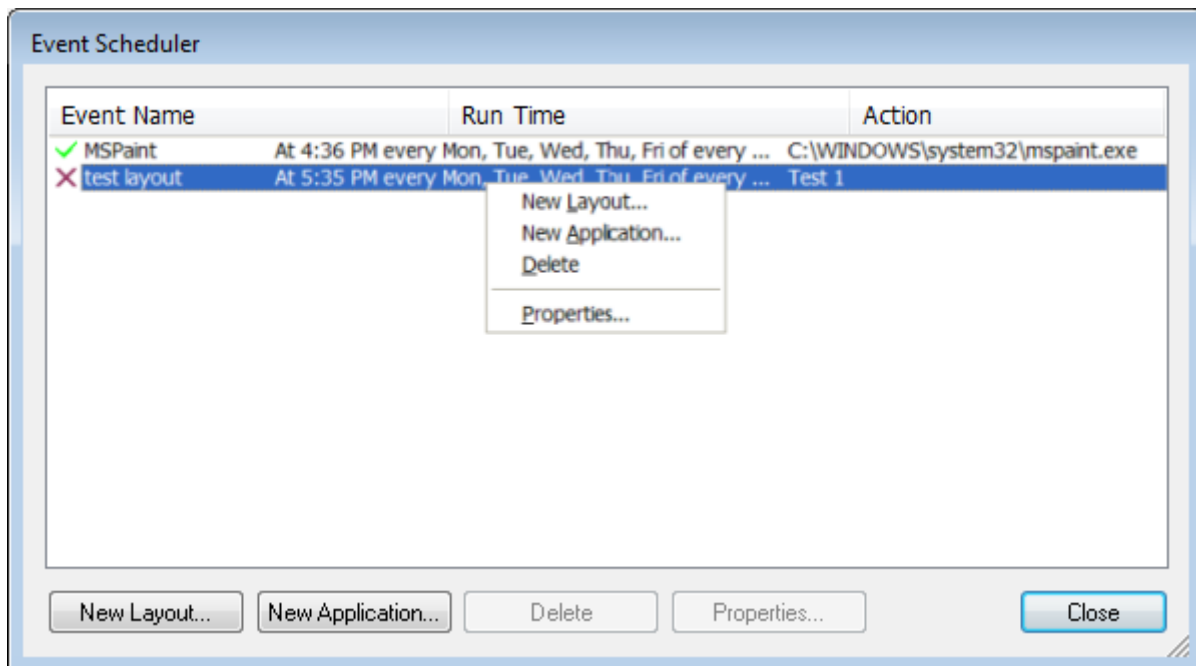 Event Scheduler
Event Name Run Time Action
MSPaint At 4:36 PM every Mon, Tue, Wed, Thu, Fri of every ... C:\WINDOWS\system32\mspaint.exe
test layout At 5:35 PM every Mon, Tue, Wed, Thu, Fri of every ... Test 1
New Layout...
New Application...
Delete
Properties...
New Layout... New Application... Delete Properties... Close